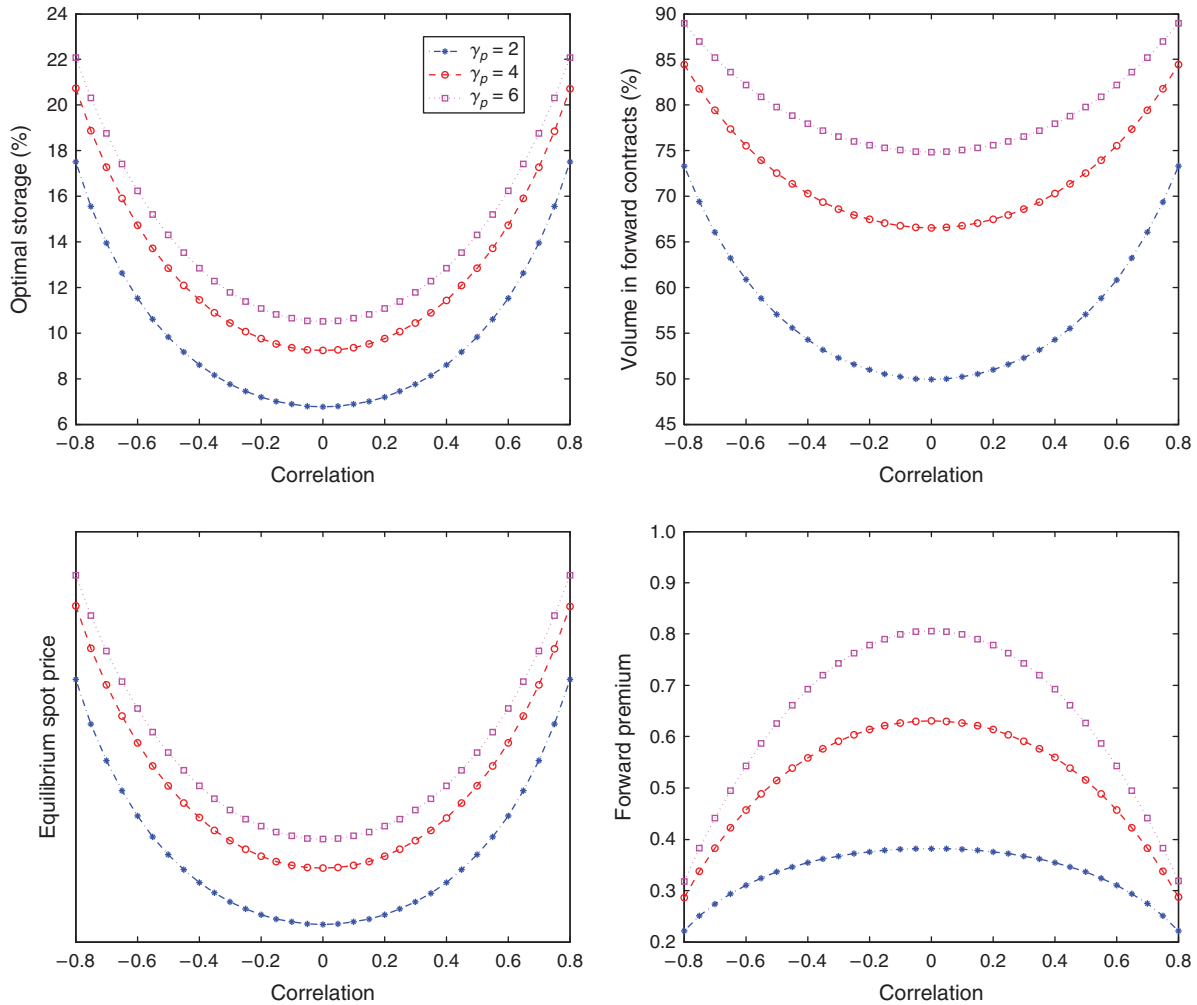 24
22
20
18
16
14
12
10
8
6
Optimal storage (%)
γp = 2
γp = 4
γp = 6
−0.8 −0.6 −0.4 −0.2 0 0.2 0.4 0.6 0.8
Correlation
90
85
80
75
70
65
60
55
50
45
Volume in forward contracts (%)
−0.8 −0.6 −0.4 −0.2 0 0.2 0.4 0.6 0.8
Correlation
Equilibrium spot price
−0.8 −0.6 −0.4 −0.2 0 0.2 0.4 0.6 0.8
Correlation
1.0
0.9
0.8
0.7
0.6
0.5
0.4
0.3
0.2
Forward premium
−0.8 −0.6 −0.4 −0.2 0 0.2 0.4 0.6 0.8
Correlation